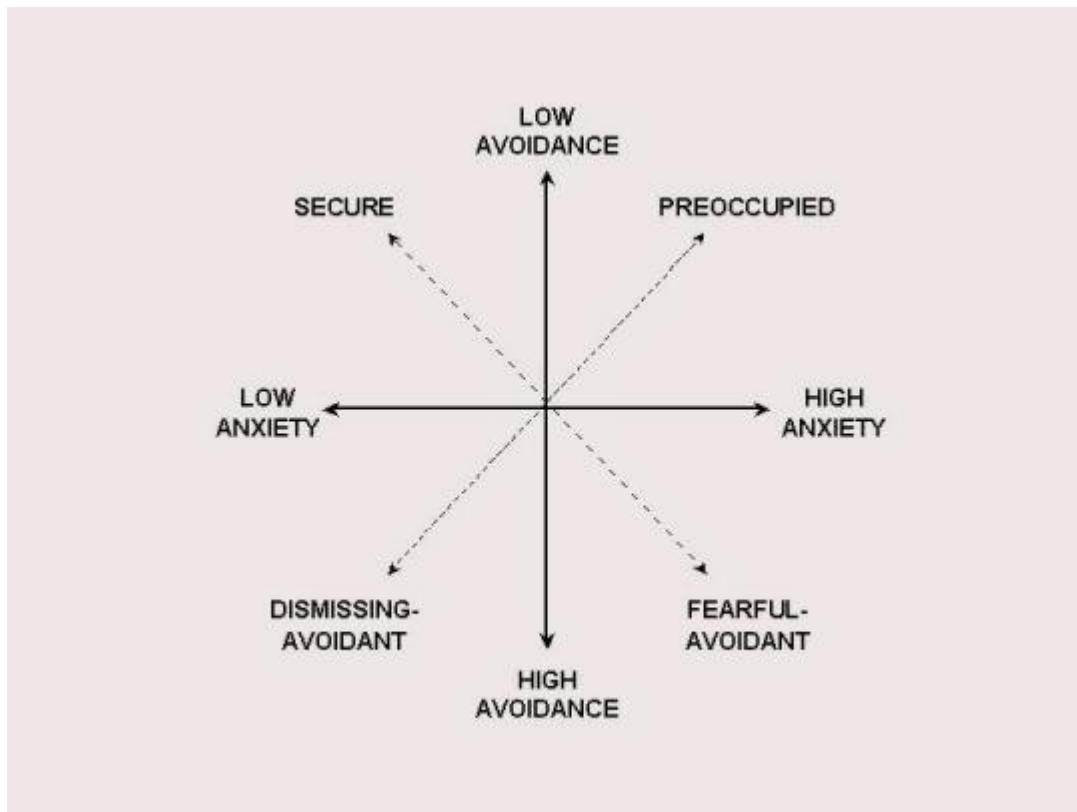 LOW
AVOIDANCE
SECURE
PREOCCUPIED
LOW
ANXIETY
HIGH
ANXIETY
DISMISSING-
AVOIDANT
FEARFUL-
AVOIDANT
HIGH
AVOIDANCE